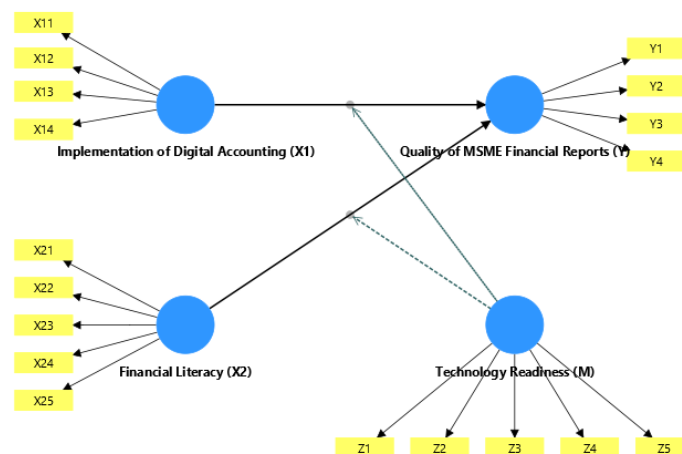 X11
X12
X13
X14
Implementation of Digital Accounting (X1)
Y1
Y2
Y3
Y4
Quality of MSME Financial Reports (Y)
X21
X22
X23
X24
X25
Financial Literacy (X2)
Technology Readiness (M)
Z1
Z2
Z3
Z4
Z5